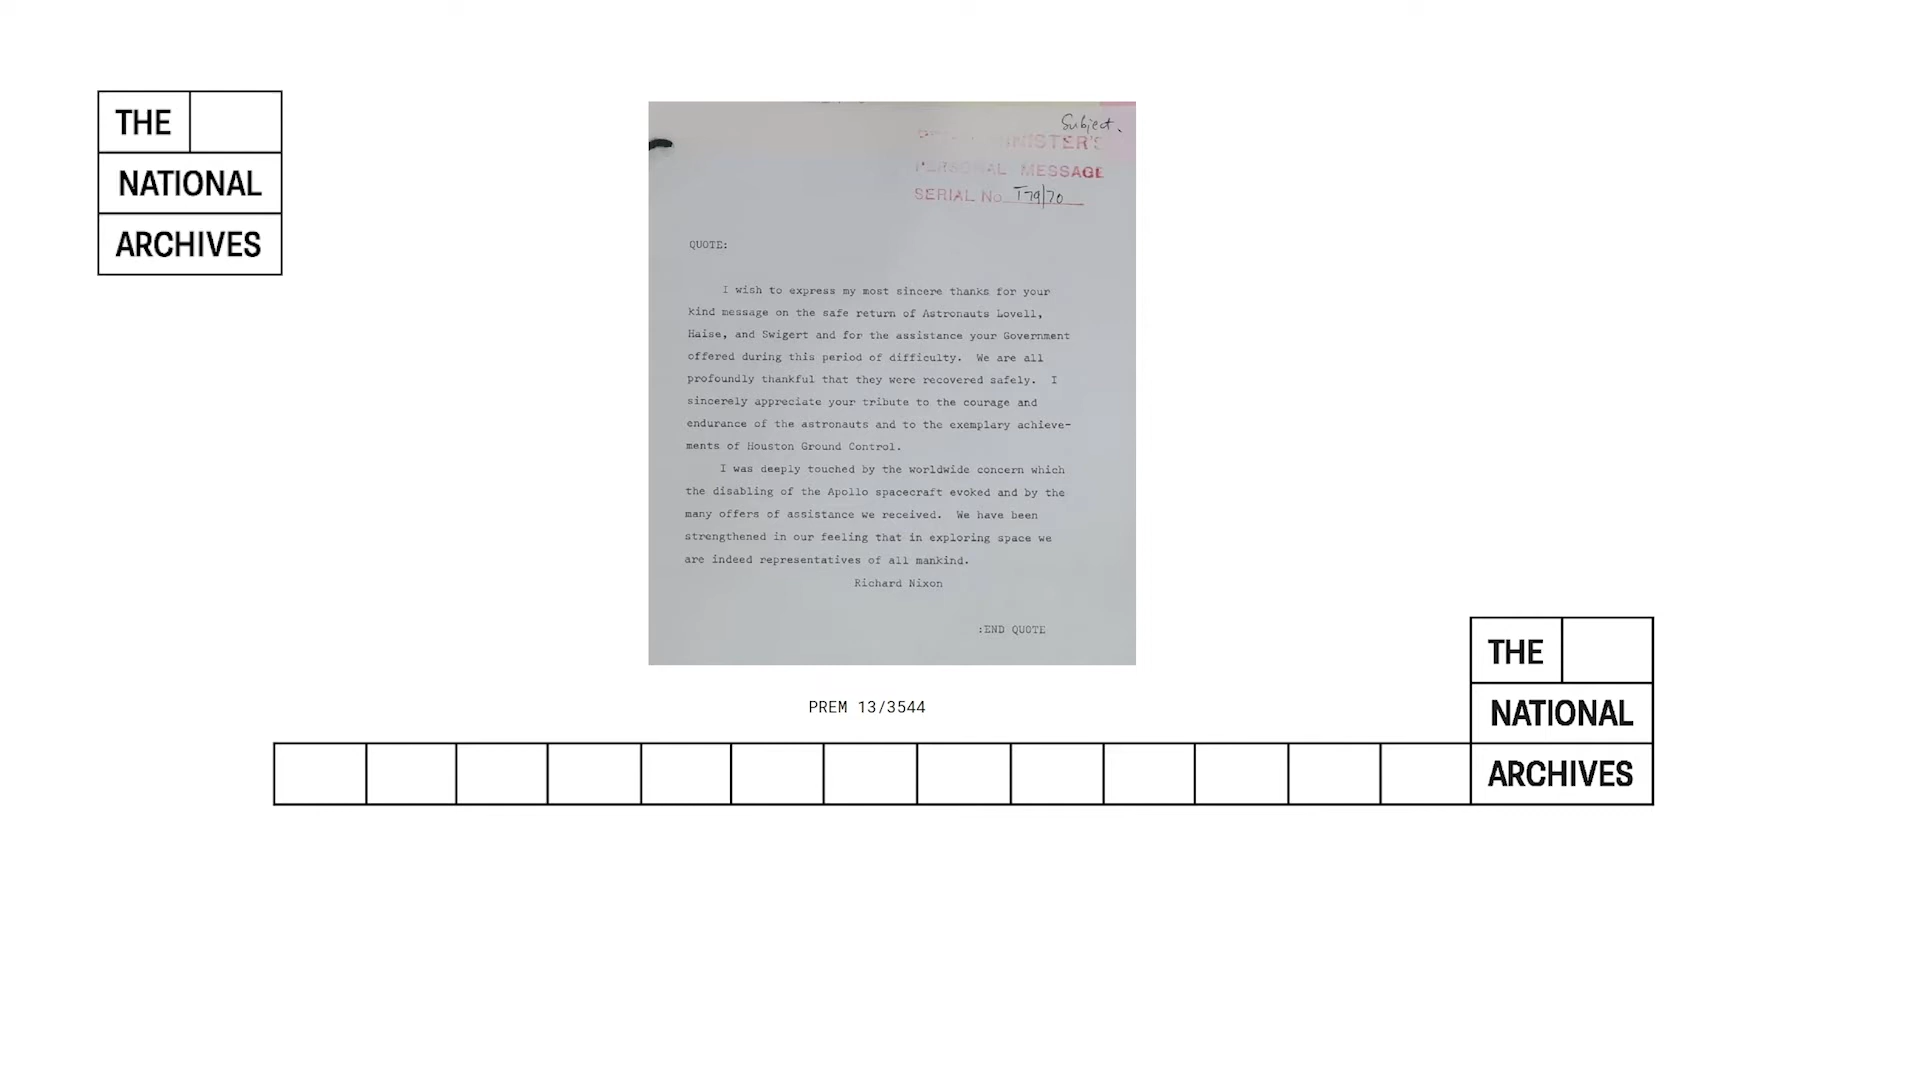 THE
NATIONAL
ARCHIVES
Subject.
MINISTER'S
PERSONAL MESSAGE
SERIAL No. T79/70
QUOTE:
I wish to express my most sincere thanks for your
kind message on the safe return of Astronauts Lovell,
Haise, and Swigert and for the assistance your Government
offered during this period of difficulty. We are all
profoundly thankful that they were recovered safely. I
sincerely appreciate your tribute to the courage and
endurance of the astronauts and to the exemplary achieve-
ments of Houston Ground Control.
I was deeply touched by the worldwide concern which
the disabling of the Apollo spacecraft evoked and by the
many offers of assistance we received. We have been
strengthened in our feeling that in exploring space we
are indeed representatives of all mankind.
Richard Nixon
:END QUOTE
PREM 13/3544
THE
NATIONAL
ARCHIVES